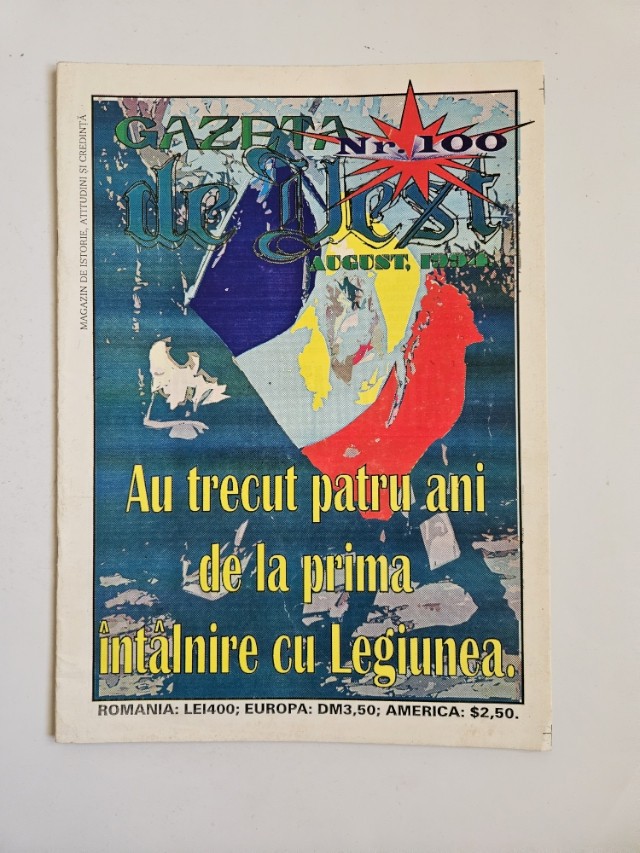 MAGAZIN DE ISTORIE, ATITUDINI ȘI CREDINȚĂ
GAZETA
Nr. 100
de Vest
AUGUST, 1994
Au trecut patru ani
de la prima
întâlnire cu Legiunea.
ROMANIA: LEI400; EUROPA: DM3,50; AMERICA: $2,50.